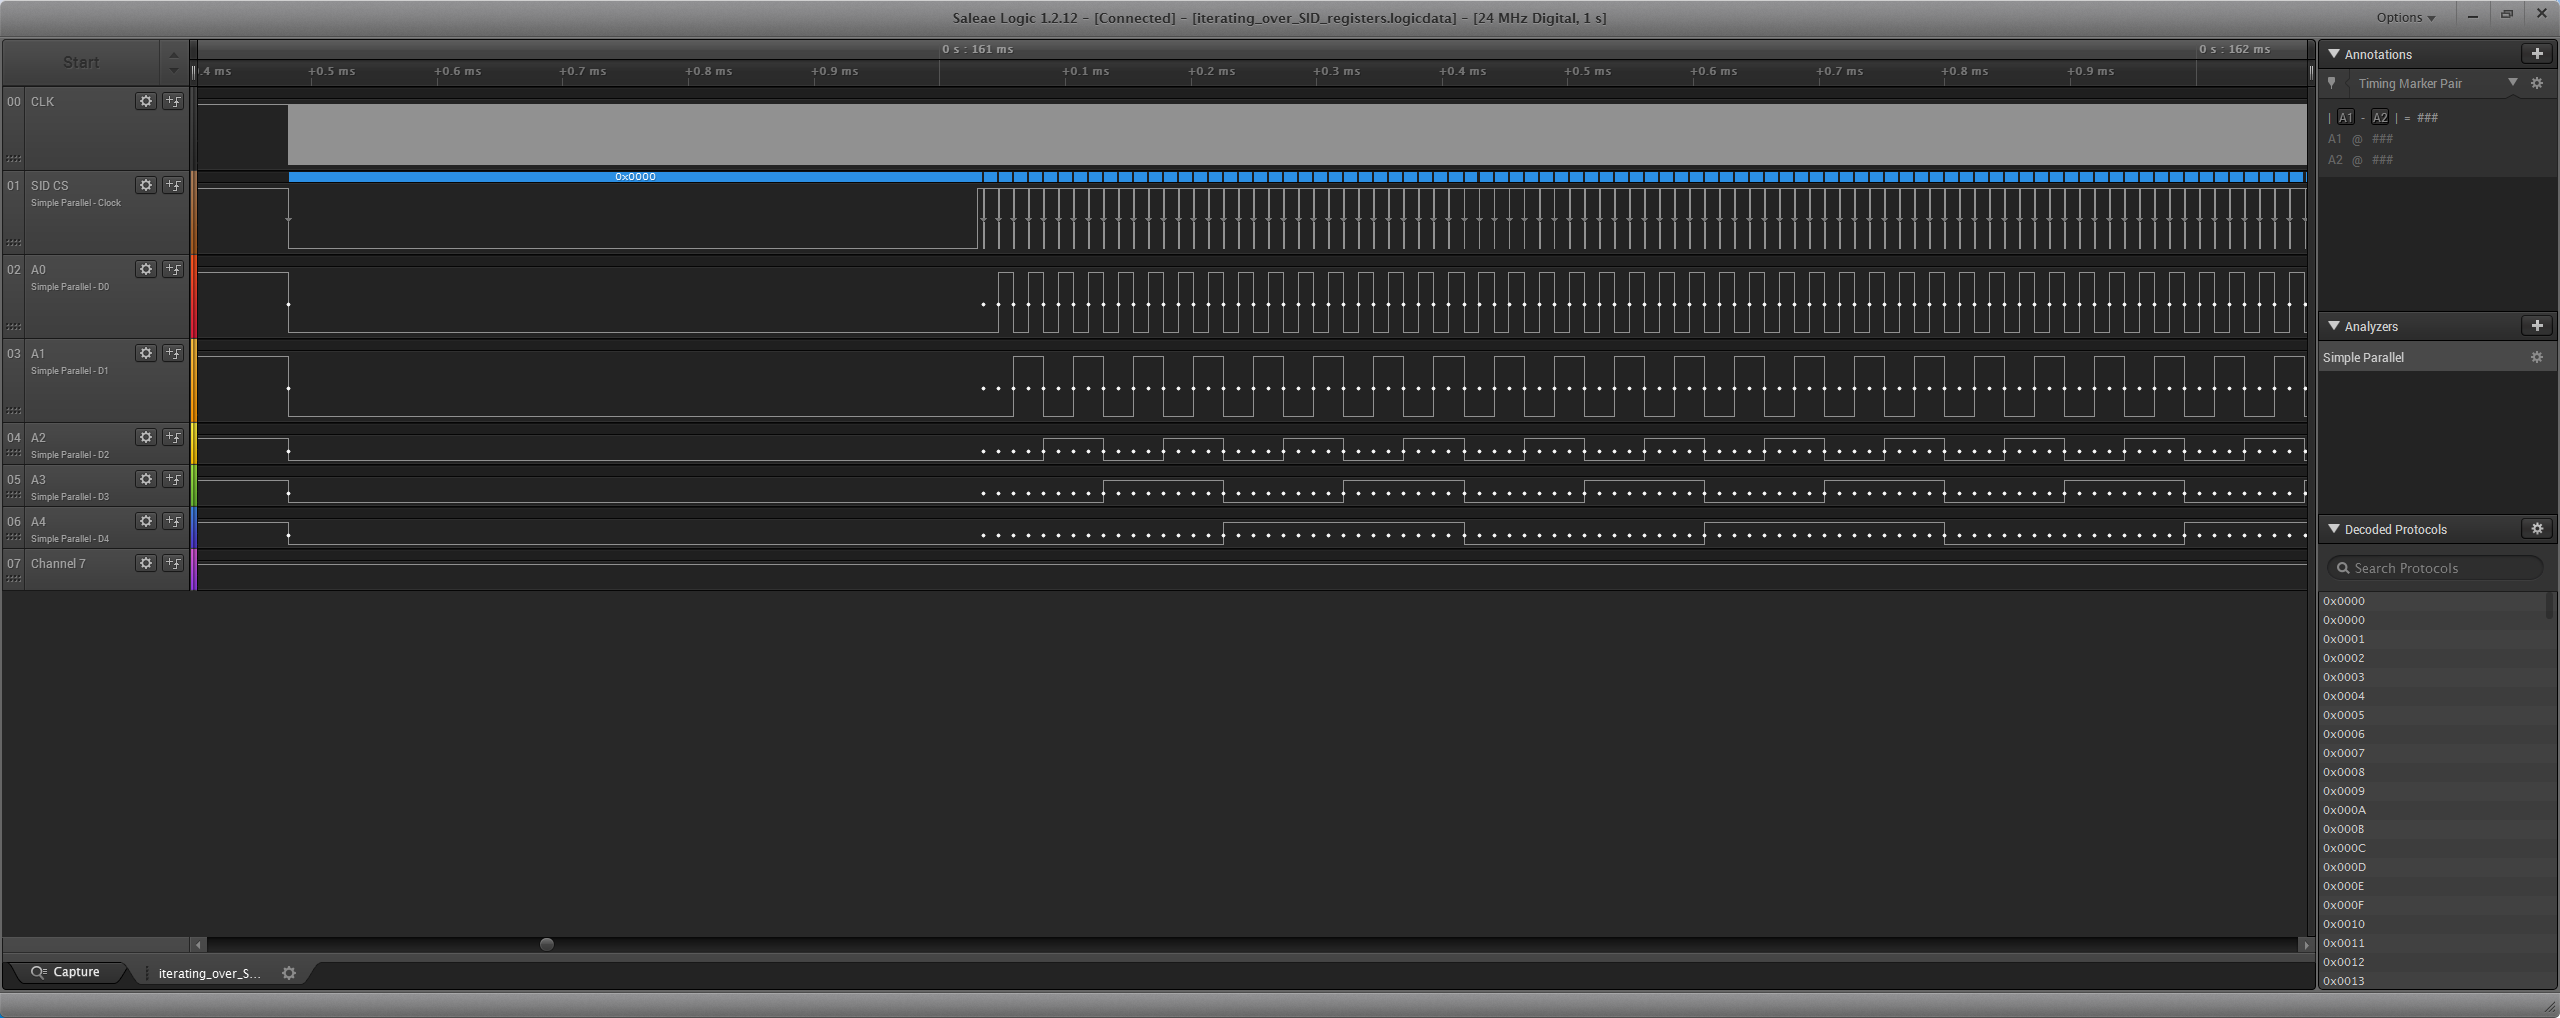 Saleae Logic 1.2.12 - [Connected] - [iterating_over_SID_registers.logicdata] - [24 MHz Digital, 1 s]
Options
Start
0 s : 161 ms
0 s : 162 ms
.4 ms +0.5 ms +0.6 ms +0.7 ms +0.8 ms +0.9 ms +0.1 ms +0.2 ms +0.3 ms +0.4 ms +0.5 ms +0.6 ms +0.7 ms +0.8 ms +0.9 ms
00 CLK
0x0000
01 SID CS
Simple Parallel - Clock
02 A0
Simple Parallel - D0
03 A1
Simple Parallel - D1
04 A2
Simple Parallel - D2
05 A3
Simple Parallel - D3
06 A4
Simple Parallel - D4
07 Channel 7
Capture
iterating_over_S...
Annotations
Timing Marker Pair
| A1 - A2 | = ###
A1 @ ###
A2 @ ###
Analyzers
Simple Parallel
Decoded Protocols
Search Protocols
0x0000
0x0000
0x0001
0x0002
0x0003
0x0004
0x0005
0x0006
0x0007
0x0008
0x0009
0x000A
0x000B
0x000C
0x000D
0x000E
0x000F
0x0010
0x0011
0x0012
0x0013